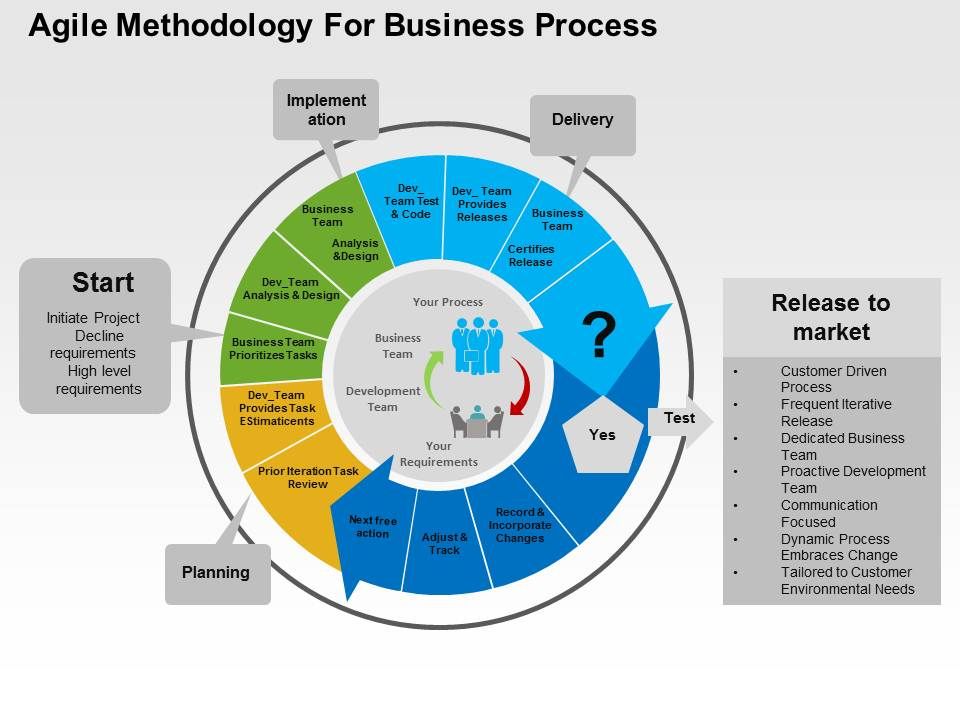 Agile Methodology For Business Process
Implement
ation
Delivery
Start
Initiate Project
Decline
requirements
High level
requirements
Planning
Business
Team
Analysis
&Design
Dev_
Team Test
& Code
Dev_ Team
Provides
Releases
Business
Team
Certifies
Release
?
Dev_Team
Analysis & Design
Business Team
Prioritizes Tasks
Dev_Team
Provides Task
EStimaticents
Prior Iteration Task
Review
Next free
action
Adjust &
Track
Record &
Incorporate
Changes
Yes
Test
Your Process
Business
Team
Development
Team
Your
Requirements
Release to
market
• Customer Driven
Process
• Frequent Iterative
Release
• Dedicated Business
Team
• Proactive Development
Team
• Communication
Focused
• Dynamic Process
Embraces Change
• Tailored to Customer
Environmental Needs